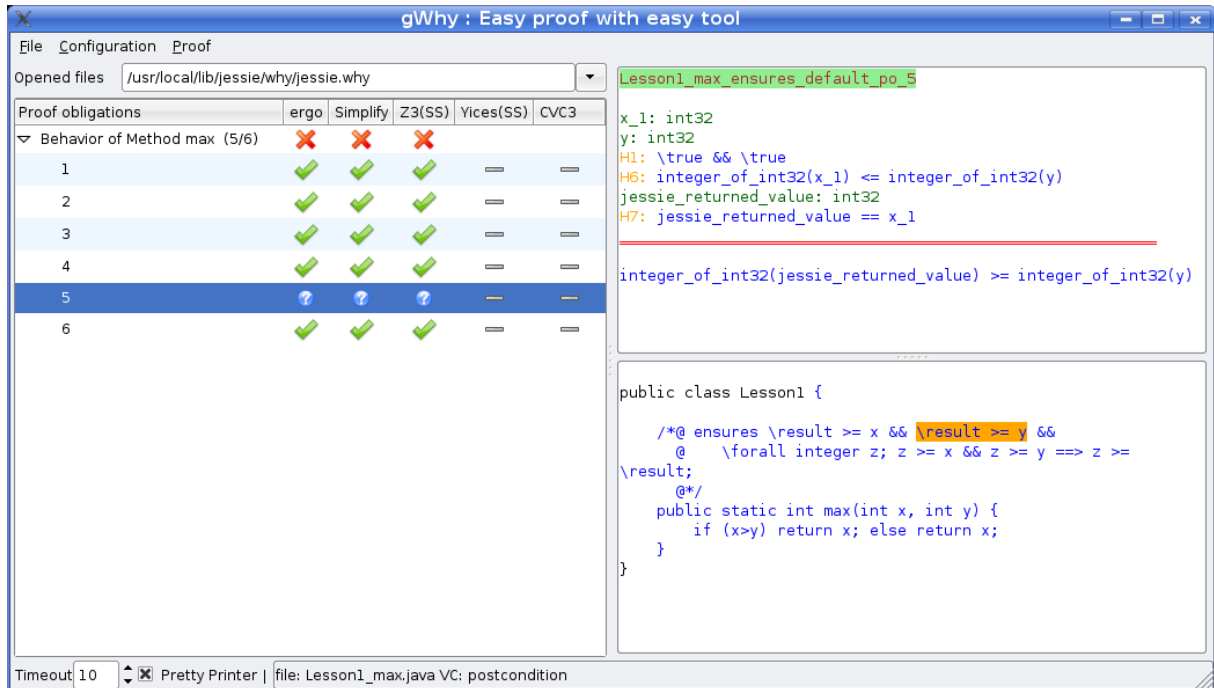 gWhy : Easy proof with easy tool
File Configuration Proof
Opened files /usr/local/lib/jessie/why/jessie.why
Proof obligations ergo Simplify Z3(SS) Yices(SS) CVC3
Behavior of Method max (5/6)
1
2
3
4
5
6
Lesson1_max_ensures_default_po_5
x_1: int32
y: int32
H1: \true && \true
H6: integer_of_int32(x_1) <= integer_of_int32(y)
jessie_returned_value: int32
H7: jessie_returned_value == x_1
integer_of_int32(jessie_returned_value) >= integer_of_int32(y)
public class Lesson1 {
/*@ ensures \result >= x && \result >= y &&
@ \forall integer z; z >= x && z >= y ==> z >=
\result;
@*/
public static int max(int x, int y) {
if (x>y) return x; else return x;
}
}
Timeout 10 Pretty Printer | file: Lesson1_max.java VC: postcondition